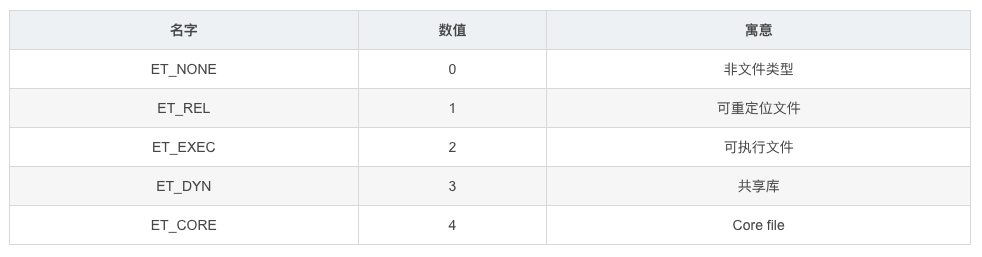 名字 数值 寓意
ET_NONE 0 非文件类型
ET_REL 1 可重定位文件
ET_EXEC 2 可执行文件
ET_DYN 3 共享库
ET_CORE 4 Core file